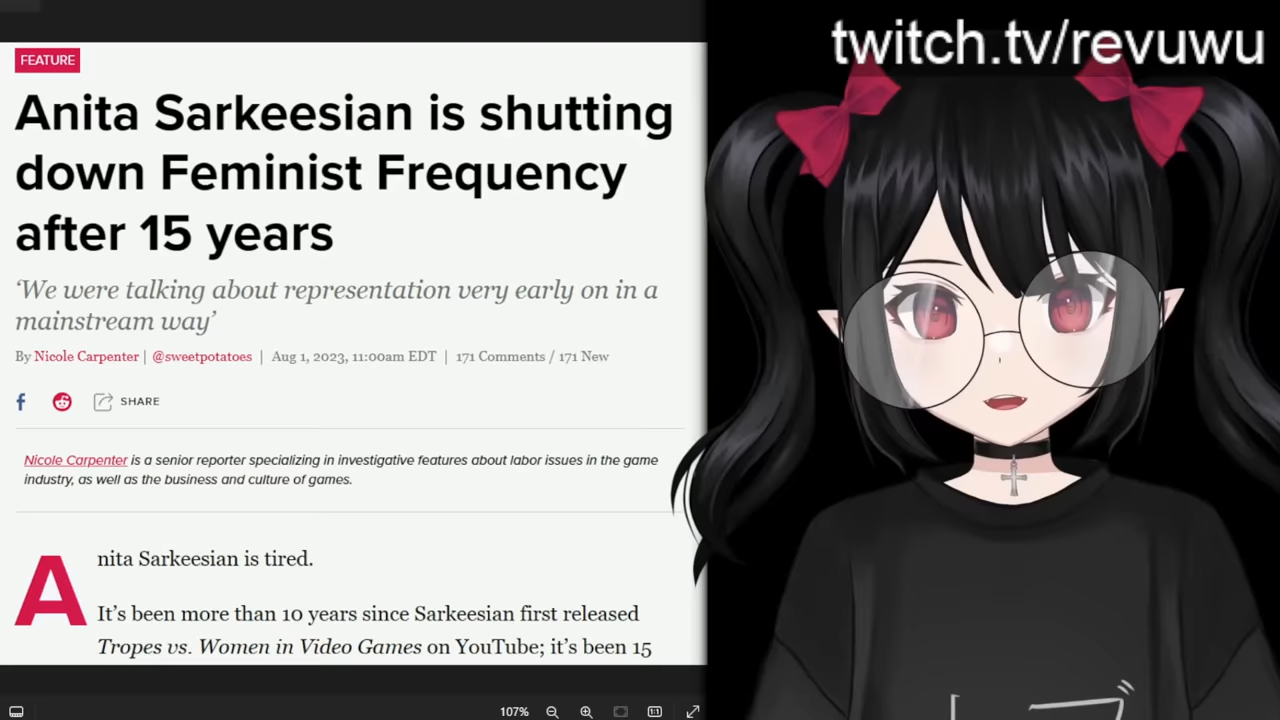 twitch.tv/revuwu
FEATURE
Anita Sarkeesian is shutting
down Feminist Frequency
after 15 years
‘We were talking about representation very early on in a
mainstream way’
By Nicole Carpenter | @sweetpotatoes | Aug 1, 2023, 11:00am EDT | 171 Comments / 171 New
SHARE
Nicole Carpenter is a senior reporter specializing in investigative features about labor issues in the game
industry, as well as the business and culture of games.
Anita Sarkeesian is tired.
It’s been more than 10 years since Sarkeesian first released
Tropes vs. Women in Video Games on YouTube; it’s been 15
107%
1:1